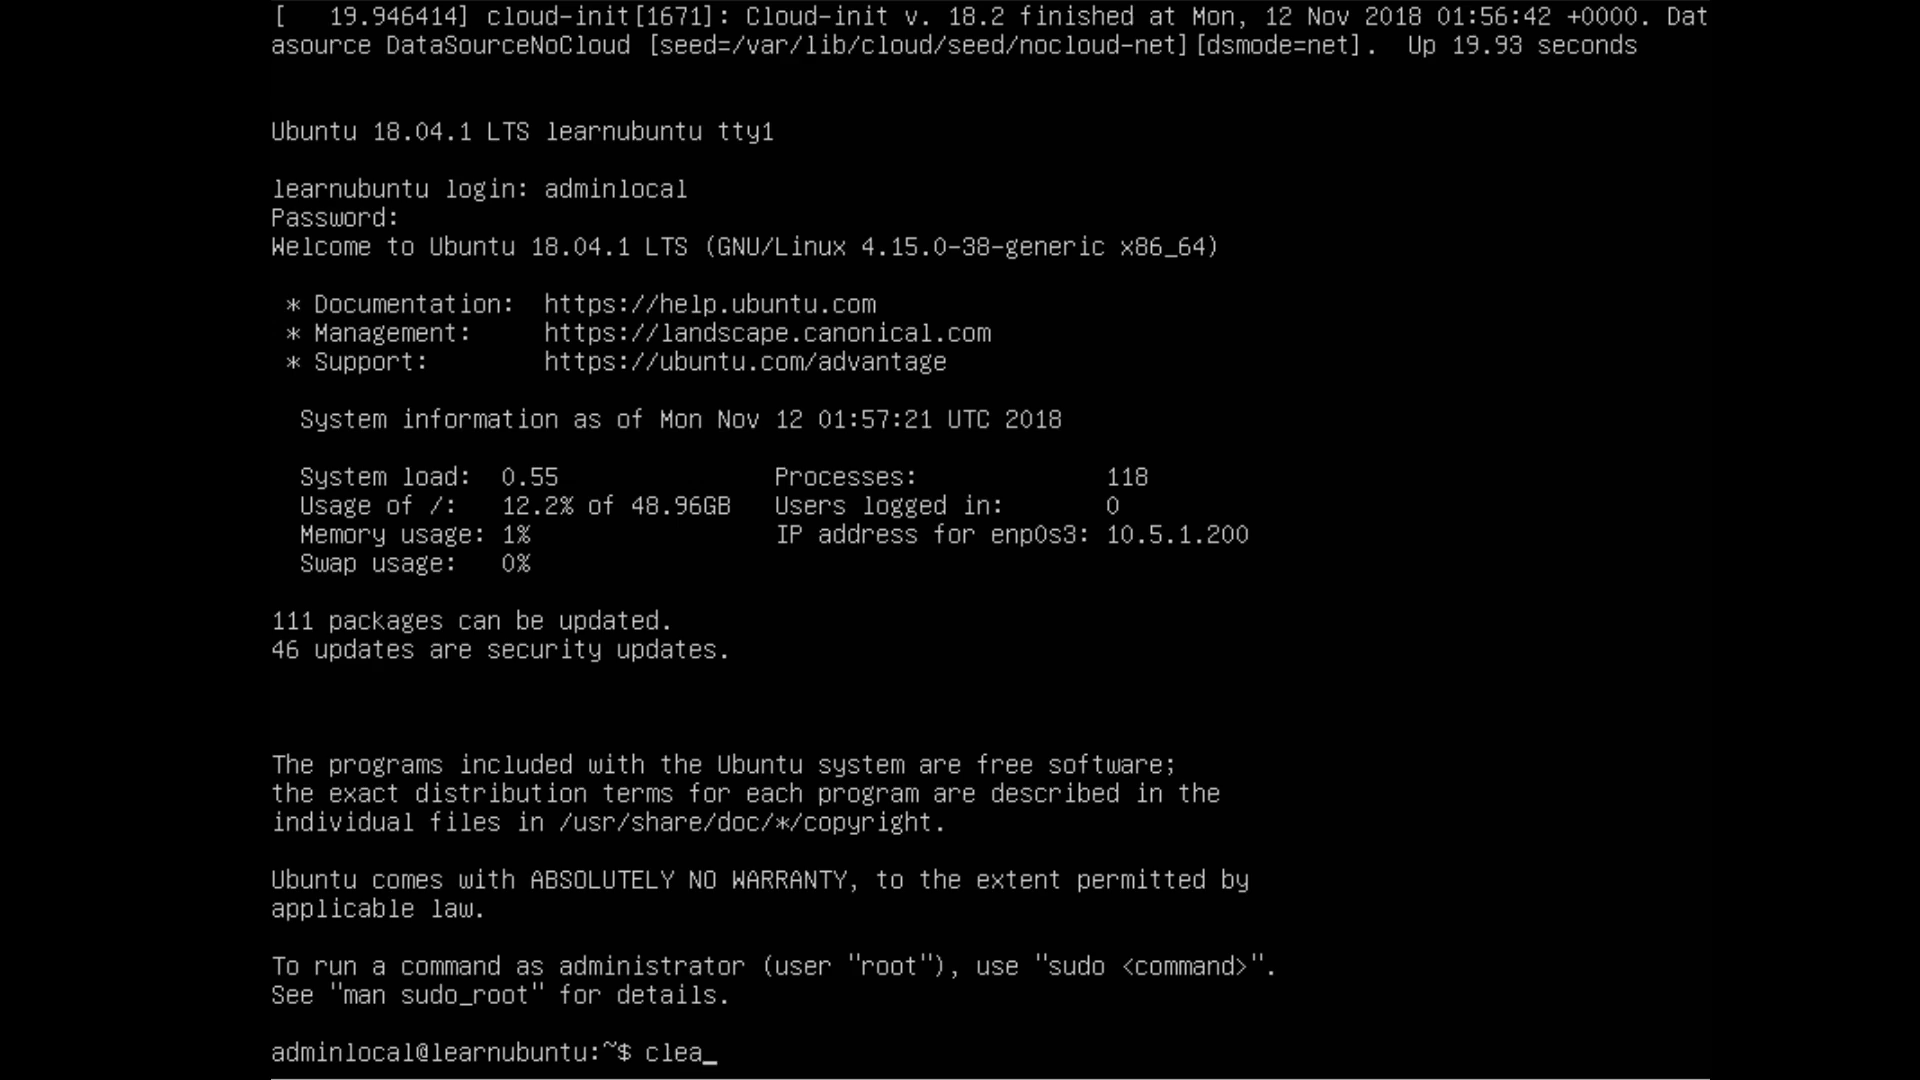 [   19.946414] cloud-init[1671]: Cloud-init v. 18.2 finished at Mon, 12 Nov 2018 01:56:42 +0000. Dat
asource DataSourceNoCloud [seed=/var/lib/cloud/seed/nocloud-net][dsmode=net].  Up 19.93 seconds
Ubuntu 18.04.1 LTS learnubuntu tty1
learnubuntu login: adminlocal
Password:
Welcome to Ubuntu 18.04.1 LTS (GNU/Linux 4.15.0-38-generic x86_64)
 * Documentation:  https://help.ubuntu.com
 * Management:     https://landscape.canonical.com
 * Support:        https://ubuntu.com/advantage
  System information as of Mon Nov 12 01:57:21 UTC 2018
  System load:  0.55               Processes:             118
  Usage of /:   12.2% of 48.96GB   Users logged in:       0
  Memory usage: 1%                 IP address for enp0s3: 10.5.1.200
  Swap usage:   0%
111 packages can be updated.
46 updates are security updates.
The programs included with the Ubuntu system are free software;
the exact distribution terms for each program are described in the
individual files in /usr/share/doc/*/copyright.
Ubuntu comes with ABSOLUTELY NO WARRANTY, to the extent permitted by
applicable law.
To run a command as administrator (user "root"), use "sudo <command>".
See "man sudo_root" for details.
adminlocal@learnubuntu:~$ clea_